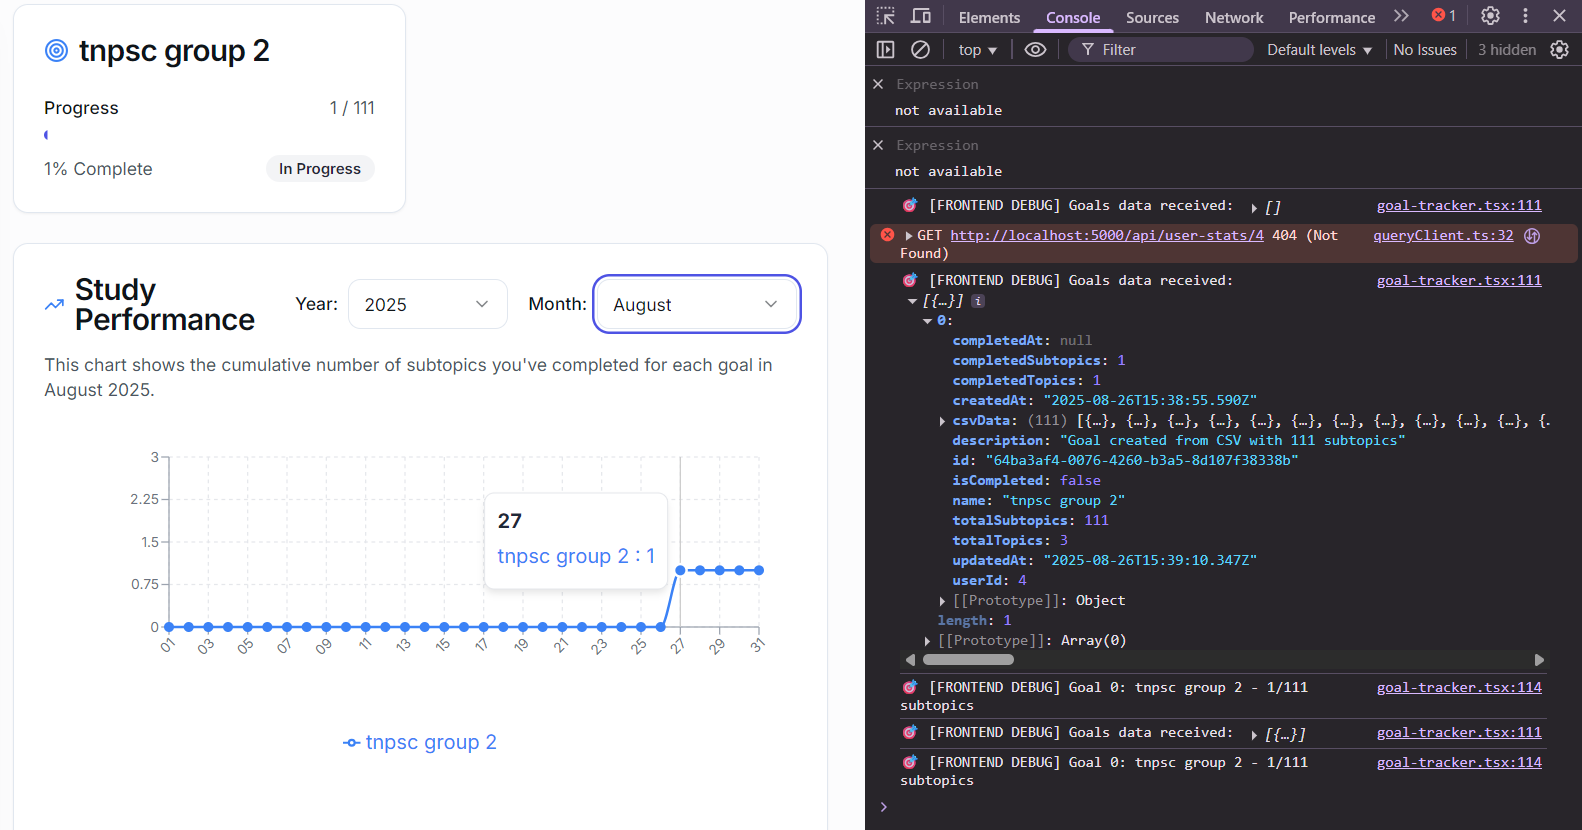 tnpsc group 2
Progress
1 / 111
1% Complete
In Progress
Study
Performance
Year:
2025
Month:
August
This chart shows the cumulative number of subtopics you've completed for each goal in
August 2025.
3
2.25
1.5
0.75
0
27
tnpsc group 2 : 1
01
03
05
07
09
11
13
15
17
19
21
23
25
27
29
31
tnpsc group 2
Elements
Console
Sources
Network
Performance
1
top
Filter
Default levels
No Issues
3 hidden
Expression
not available
Expression
not available
[FRONTEND DEBUG] Goals data received: []
goal-tracker.tsx:111
GET http://localhost:5000/api/user-stats/4 404 (Not
queryClient.ts:32
Found)
[FRONTEND DEBUG] Goals data received:
goal-tracker.tsx:111
[{…}] i
0:
completedAt: null
completedSubtopics: 1
completedTopics: 1
createdAt: "2025-08-26T15:38:55.590Z"
csvData: (111) [{…}, {…}, {…}, {…}, {…}, {…}, {…}, {…}, {…}, {…}, {…}, {.
description: "Goal created from CSV with 111 subtopics"
id: "64ba3af4-0076-4260-b3a5-8d107f38338b"
isCompleted: false
name: "tnpsc group 2"
totalSubtopics: 111
totalTopics: 3
updatedAt: "2025-08-26T15:39:10.347Z"
userId: 4
[[Prototype]]: Object
length: 1
[[Prototype]]: Array(0)
[FRONTEND DEBUG] Goal 0: tnpsc group 2 - 1/111
goal-tracker.tsx:114
subtopics
[FRONTEND DEBUG] Goals data received: [{…}]
goal-tracker.tsx:111
[FRONTEND DEBUG] Goal 0: tnpsc group 2 - 1/111
goal-tracker.tsx:114
subtopics